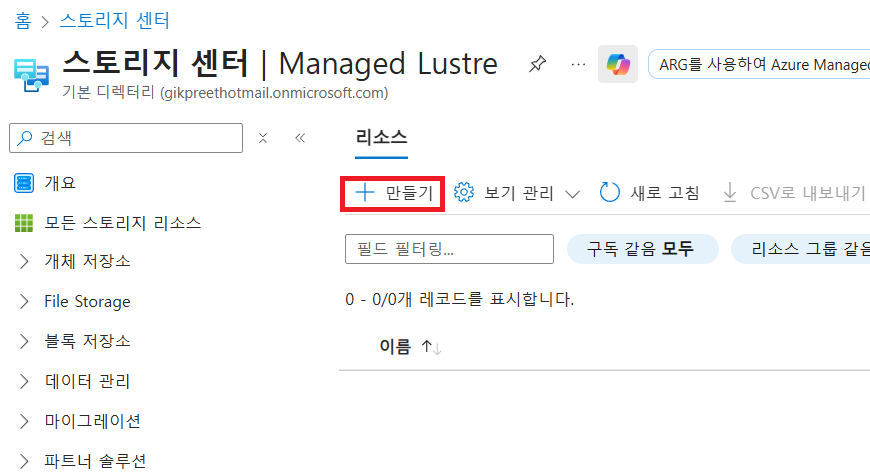 홈 > 스토리지 센터
스토리지 센터 | Managed Lustre
ARG를 사용하여 Azure Managed
기본 디렉터리 (gikpreethotmail.onmicrosoft.com)
검색
개요
모든 스토리지 리소스
개체 저장소
File Storage
블록 저장소
데이터 관리
마이그레이션
파트너 솔루션
리소스
만들기 보기 관리 새로 고침 CSV로 내보내기
필드 필터링... 구독 같음 모두 리소스 그룹 같음
0 - 0/0개 레코드를 표시합니다.
이름